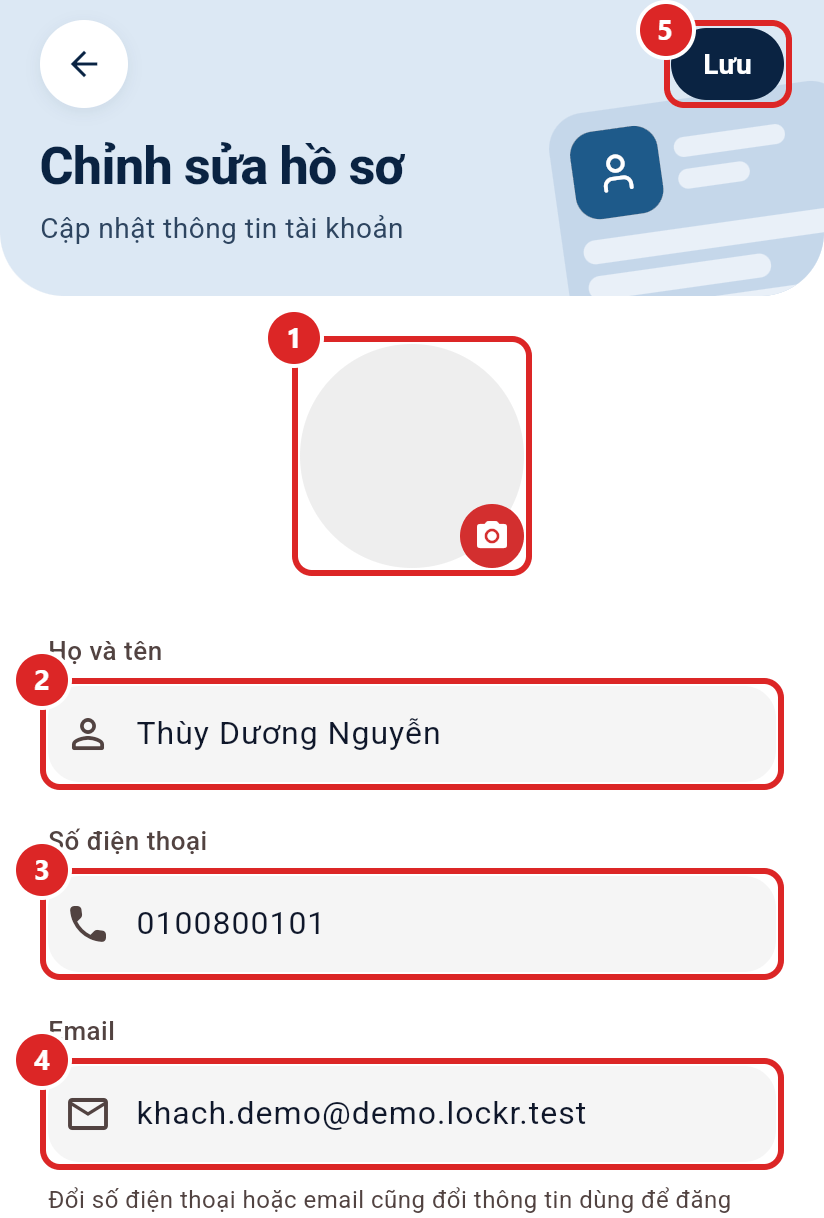 5
Lưu
Chỉnh sửa hồ sơ
Cập nhật thông tin tài khoản
1
Họ và tên
2
Thùy Dương Nguyễn
Số điện thoại
3
0100800101
Email
4
khach.demo@demo.lockr.test
Đổi số điện thoại hoặc email cũng đổi thông tin dùng để đăng